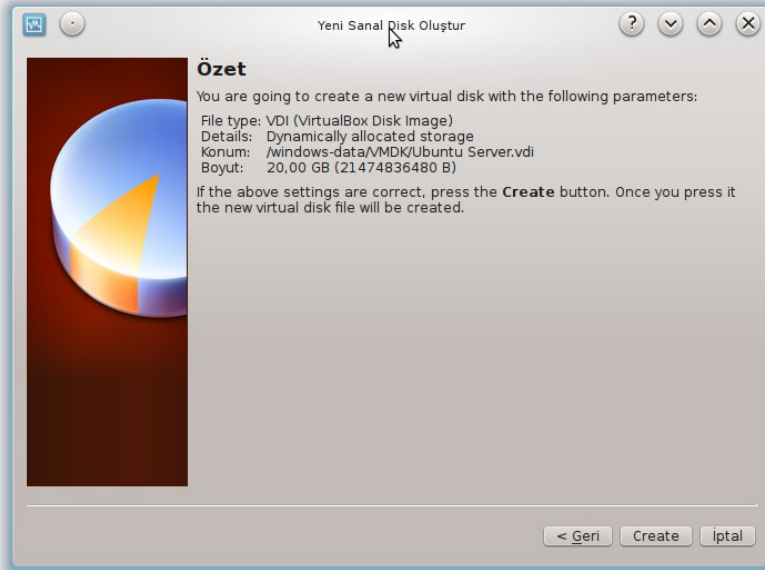 Yeni Sanal Disk Oluştur
Özet
You are going to create a new virtual disk with the following parameters:
File type: VDI (VirtualBox Disk Image)
Details: Dynamically allocated storage
Konum: /windows-data/VMDK/Ubuntu Server.vdi
Boyut: 20,00 GB (21474836480 B)
If the above settings are correct, press the Create button. Once you press it
the new virtual disk file will be created.
< Geri Create İptal